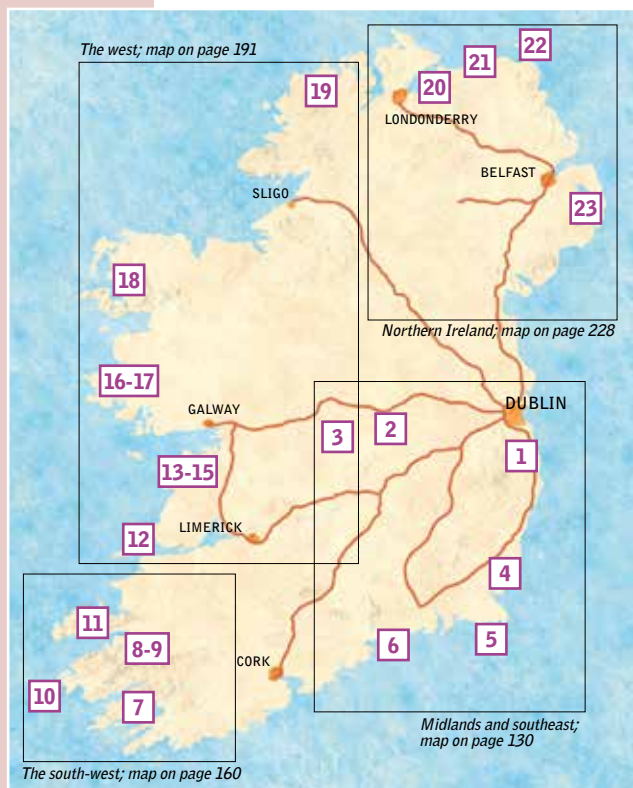 The west; map on page 191
22
21
19
20
LONDONDERRY
BELFAST
SLIGO
23
18
Northern Ireland; map on page 228
16-17
DUBLIN
GALWAY
2
3
1
13-15
LIMERICK
12
4
11
6
5
8-9
CORK
10
7
Midlands and southeast;
map on page 130
The south-west; map on page 160